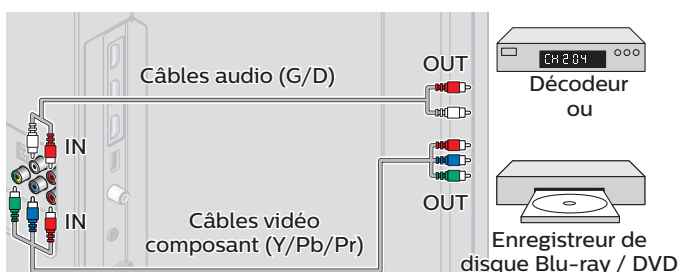 Câbles audio (G/D)
OUT
CH204
Décodeur
ou
IN
IN
OUT
Câbles vidéo
composant (Y/Pb/Pr)
Enregistreur de
disque Blu-ray / DVD